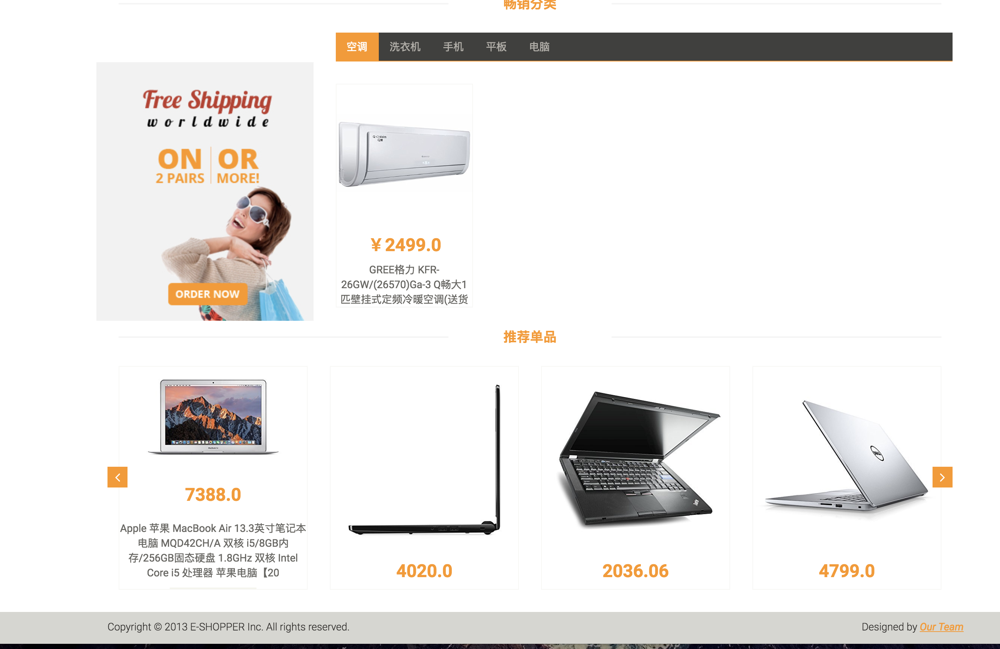 畅销分类
空调 洗衣机 手机 平板 电脑
Free Shipping
worldwide
ON OR
2 PAIRS MORE!
ORDER NOW
Q-CHARM
Q畅
¥2499.0
GREE格力 KFR-
26GW/(26570)Ga-3 Q畅大1
匹壁挂式定频冷暖空调(送货
推荐单品
MacBook Air
DELL
7388.0
Apple 苹果 MacBook Air 13.3英寸笔记本
电脑 MQD42CH/A 双核 i5/8GB内
存/256GB固态硬盘 1.8GHz 双核 Intel
Core i5 处理器 苹果电脑【20
4020.0
2036.06
4799.0
Copyright © 2013 E-SHOPPER Inc. All rights reserved.
Designed by Our Team